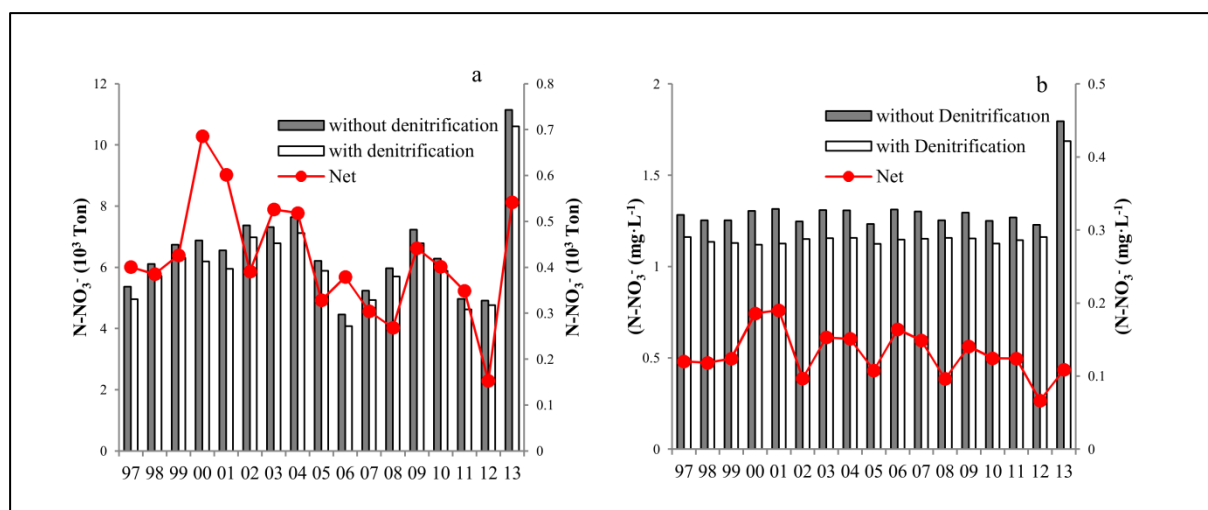 a
12
10
8
6
4
2
0
0.8
0.7
0.6
0.5
0.4
0.3
0.2
0.1
0
N-NO₃⁻ (10³ Ton)
N-NO₃⁻ (10³ Ton)
without denitrification
with denitrification
Net
97 98 99 00 01 02 03 04 05 06 07 08 09 10 11 12 13
b
2
1.5
1
0.5
0
0.5
0.4
0.3
0.2
0.1
0
(N-NO₃⁻ (mg·L⁻¹)
(N-NO₃⁻ (mg·L⁻¹)
without Denitrification
with Denitrification
Net
97 98 99 00 01 02 03 04 05 06 07 08 09 10 11 12 13